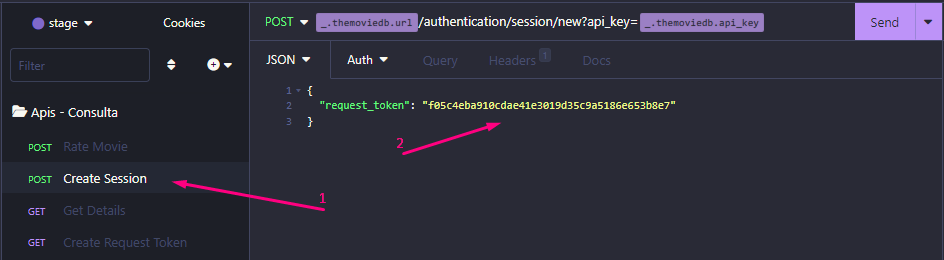 stage Cookies
POST _.themoviedb.url/authentication/session/new?api_key=_.themoviedb.api_key Send
Filter
JSON Auth Query Headers 1 Docs
1 {
2 "request_token": "f05c4eba910cdae41e3019d35c9a5186e653b8e7"
3 }
Apis - Consulta
POST Rate Movie
POST Create Session
GET Get Details
GET Create Request Token
1
2